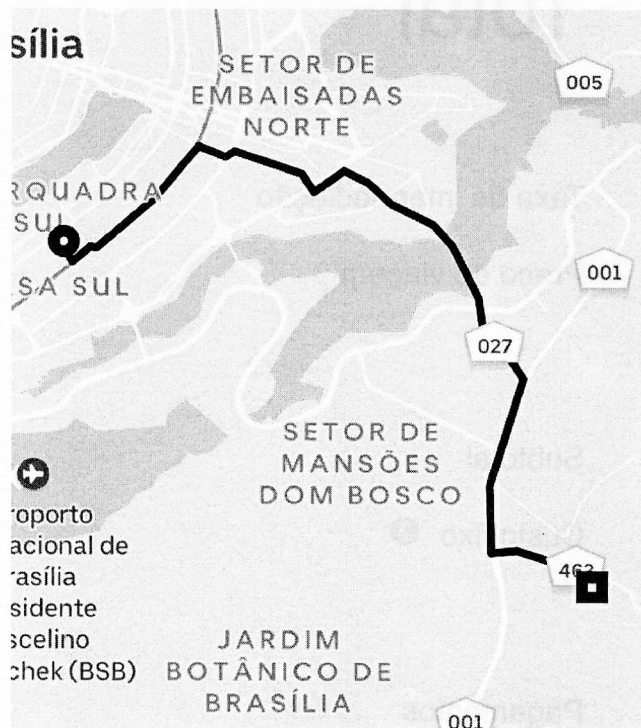 sília
SETOR DE
EMBAISADAS
NORTE
005
RQUADRA
SUL
SA SUL
001
027
SETOR DE
MANSÕES
DOM BOSCO
roporto
acional de
rasília
sidente
scelino
chek (BSB)
JARDIM
BOTÂNICO DE
BRASÍLIA
001